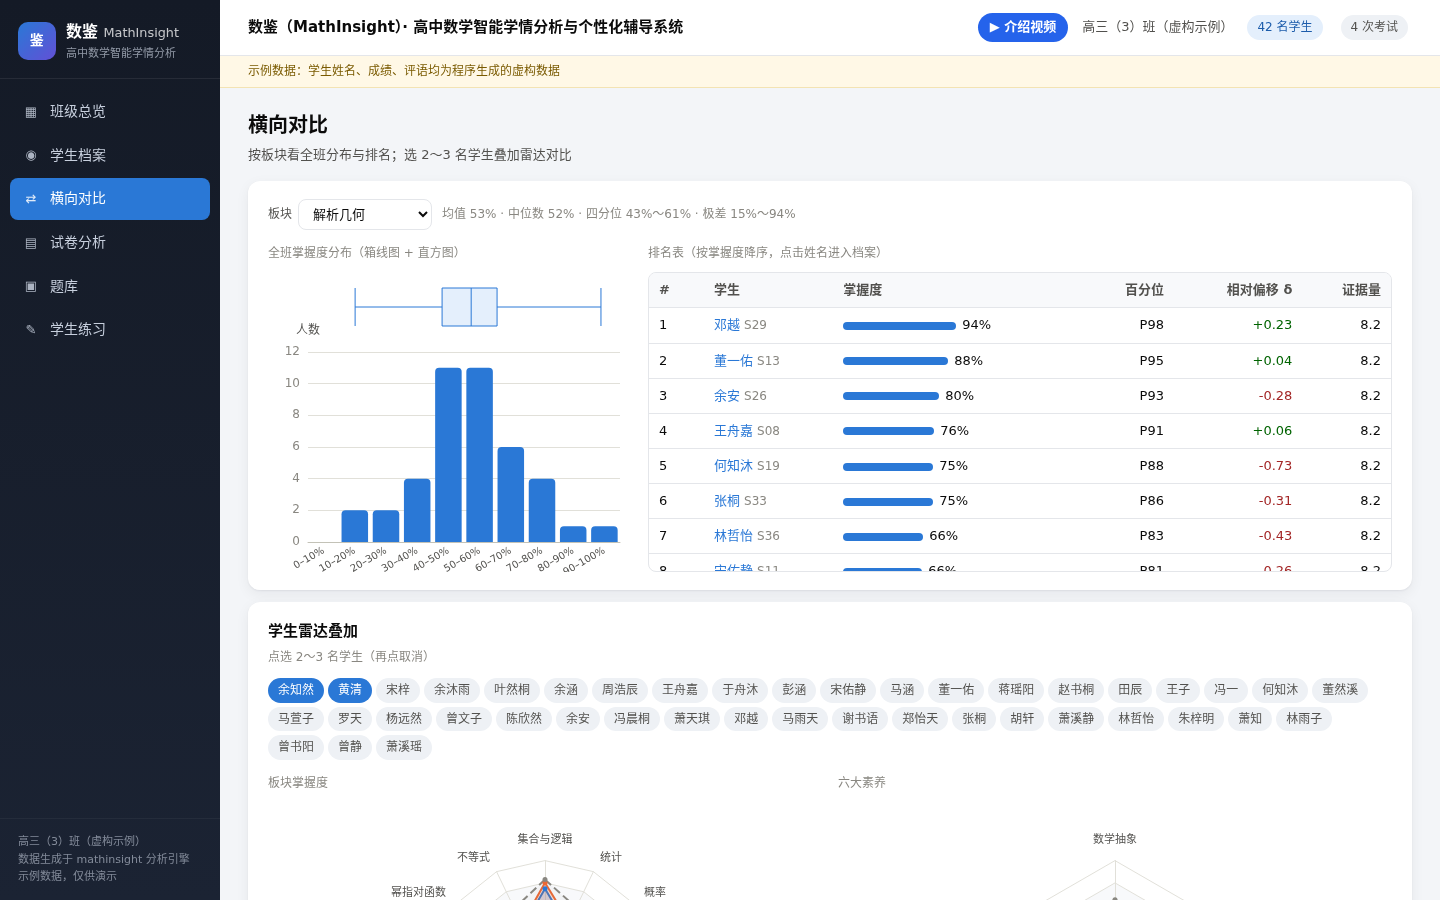 鉴
数鉴 MathInsight
高中数学智能学情分析
▦ 班级总览
◉ 学生档案
⇄ 横向对比
▤ 试卷分析
▣ 题库
✎ 学生练习
高三（3）班（虚构示例）
数据生成于 mathinsight 分析引擎
示例数据，仅供演示
数鉴（MathInsight）· 高中数学智能学情分析与个性化辅导系统
▶ 介绍视频 高三（3）班（虚构示例） 42 名学生 4 次考试
示例数据：学生姓名、成绩、评语均为程序生成的虚构数据
横向对比
按板块看全班分布与排名；选 2～3 名学生叠加雷达对比
板块 解析几何 均值 53% · 中位数 52% · 四分位 43%～61% · 极差 15%～94%
全班掌握度分布（箱线图 + 直方图）
人数
12
10
8
6
4
2
0
0–10% 10–20% 20–30% 30–40% 40–50% 50–60% 60–70% 70–80% 80–90% 90–100%
排名表（按掌握度降序，点击姓名进入档案）
# 学生 掌握度 百分位 相对偏移 δ 证据量
1 邓越 S29 94% P98 +0.23 8.2
2 董一佑 S13 88% P95 +0.04 8.2
3 余安 S26 80% P93 -0.28 8.2
4 王舟嘉 S08 76% P91 +0.06 8.2
5 何知沐 S19 75% P88 -0.73 8.2
6 张桐 S33 75% P86 -0.31 8.2
7 林哲怡 S36 66% P83 -0.43 8.2
8 宋佑静 S11 66% P81 -0.26 8.2
学生雷达叠加
点选 2～3 名学生（再点取消）
余知然 黄清 宋梓 余沐雨 叶然桐 余涵 周浩辰 王舟嘉 于舟沐 彭涵 宋佑静 马涵 董一佑 蒋瑶阳 赵书桐 田辰 王子 冯一 何知沐 董然溪
马萱子 罗天 杨远然 曾文子 陈欣然 余安 冯晨桐 萧天琪 邓越 马雨天 谢书语 郑怡天 张桐 胡轩 萧溪静 林哲怡 朱梓明 萧知 林雨子
曾书阳 曾静 萧溪瑶
板块掌握度
集合与逻辑
不等式 统计
幂指对函数 概率
六大素养
数学抽象